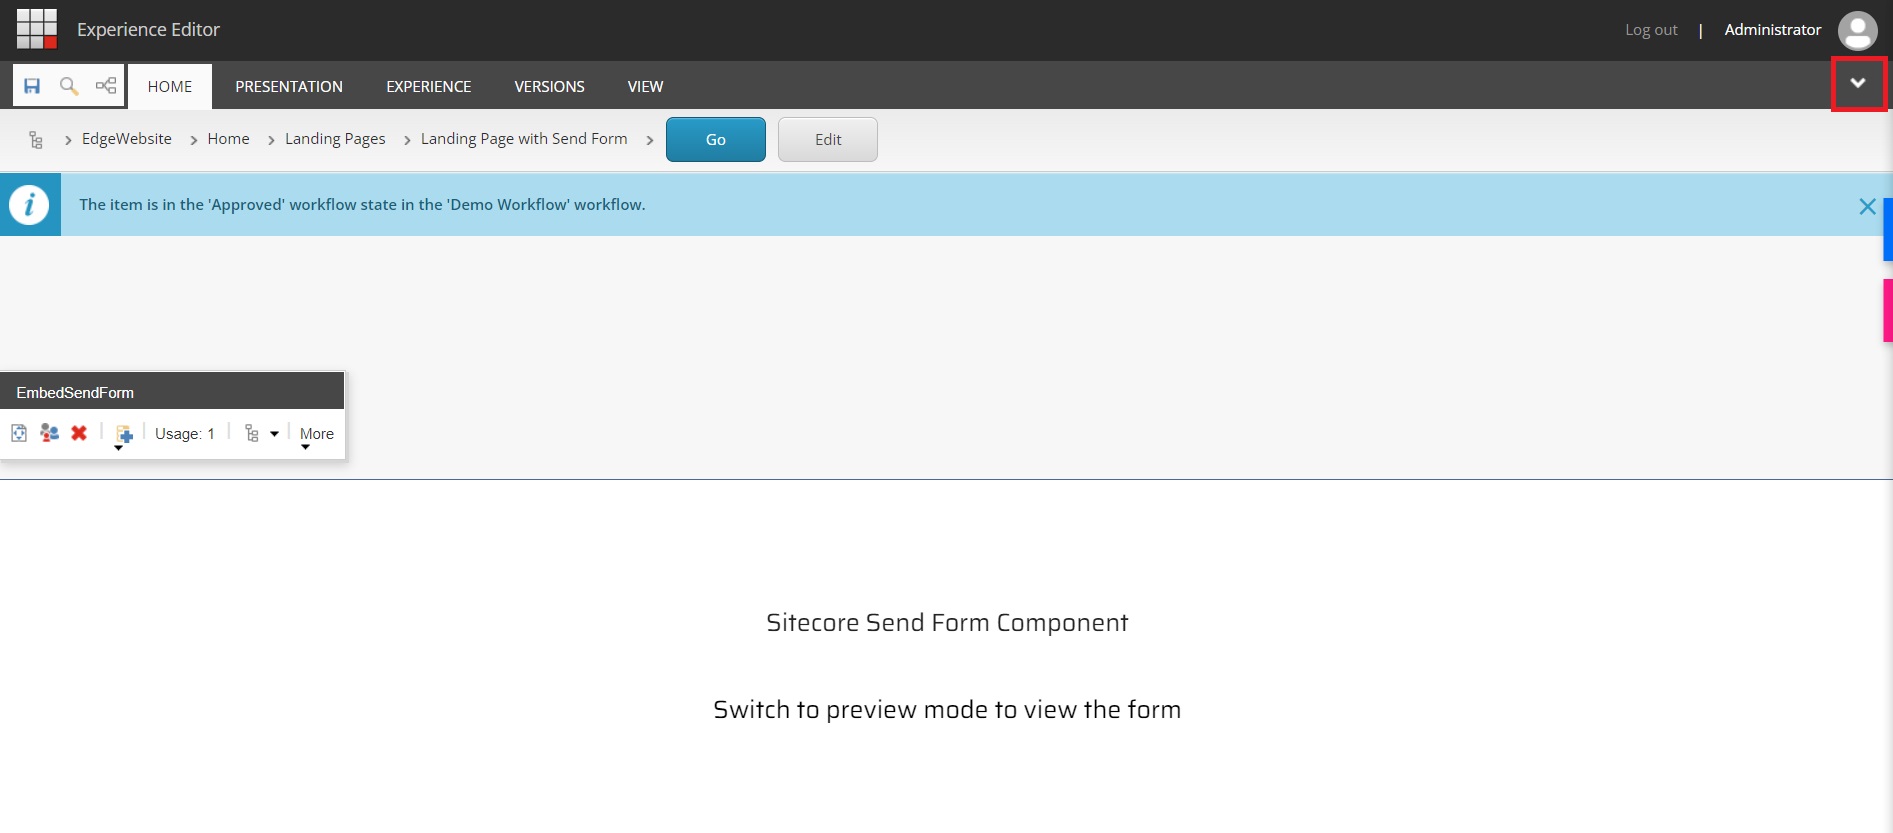 Experience Editor
Log out | Administrator
HOME PRESENTATION EXPERIENCE VERSIONS VIEW
EdgeWebsite > Home > Landing Pages > Landing Page with Send Form > Go Edit
i The item is in the 'Approved' workflow state in the 'Demo Workflow' workflow.
EmbedSendForm
Usage: 1 More
Sitecore Send Form Component
Switch to preview mode to view the form